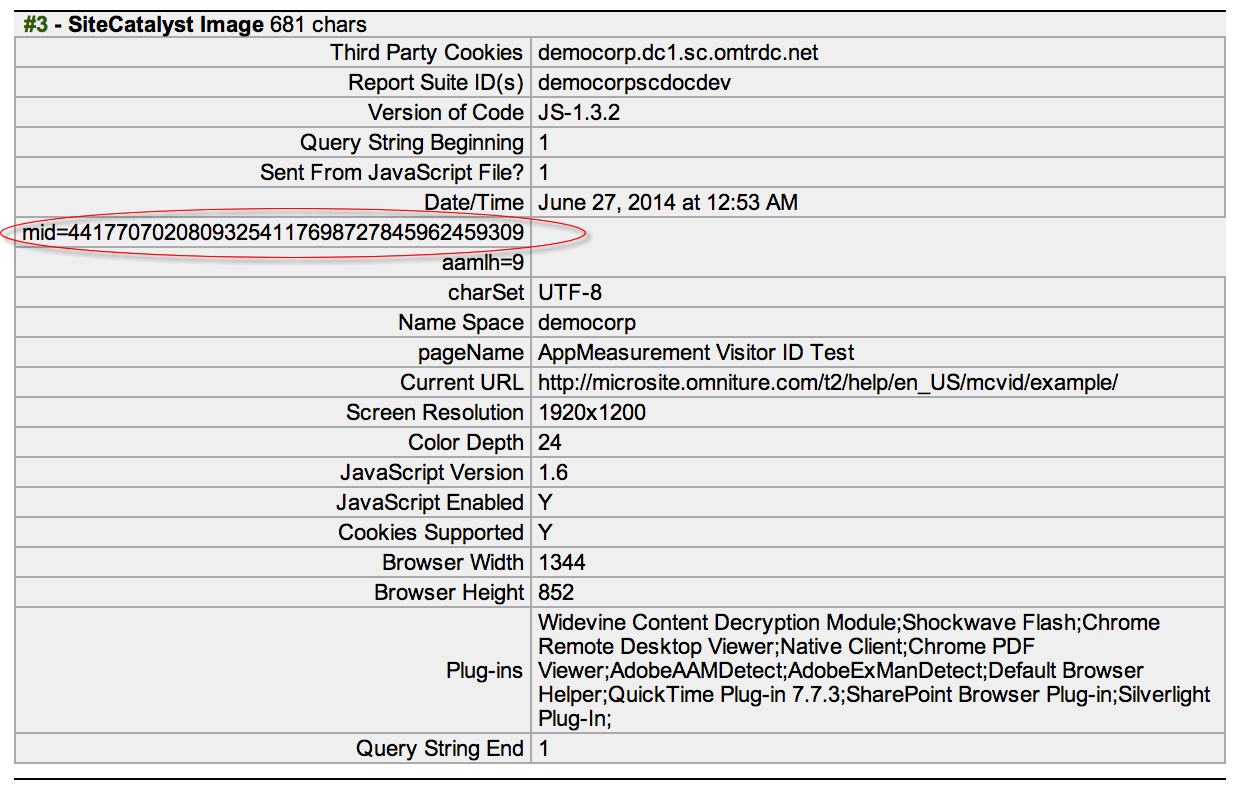 #3 - SiteCatalyst Image 681 chars
Third Party Cookies democorp.dc1.sc.omtrdc.net
Report Suite ID(s) democorpscdocdev
Version of Code JS-1.3.2
Query String Beginning 1
Sent From JavaScript File? 1
Date/Time June 27, 2014 at 12:53 AM
mid=44177070208093254117698727845962459309
aamlh=9
charSet UTF-8
Name Space democorp
pageName AppMeasurement Visitor ID Test
Current URL http://microsite.omniture.com/t2/help/en_US/mcvid/example/
Screen Resolution 1920x1200
Color Depth 24
JavaScript Version 1.6
JavaScript Enabled Y
Cookies Supported Y
Browser Width 1344
Browser Height 852
Plug-ins
Widevine Content Decryption Module;Shockwave Flash;Chrome
Remote Desktop Viewer;Native Client;Chrome PDF
Viewer;AdobeAAMDetect;AdobeExManDetect;Default Browser
Helper;QuickTime Plug-in 7.7.3;SharePoint Browser Plug-in;Silverlight
Plug-In;
Query String End 1